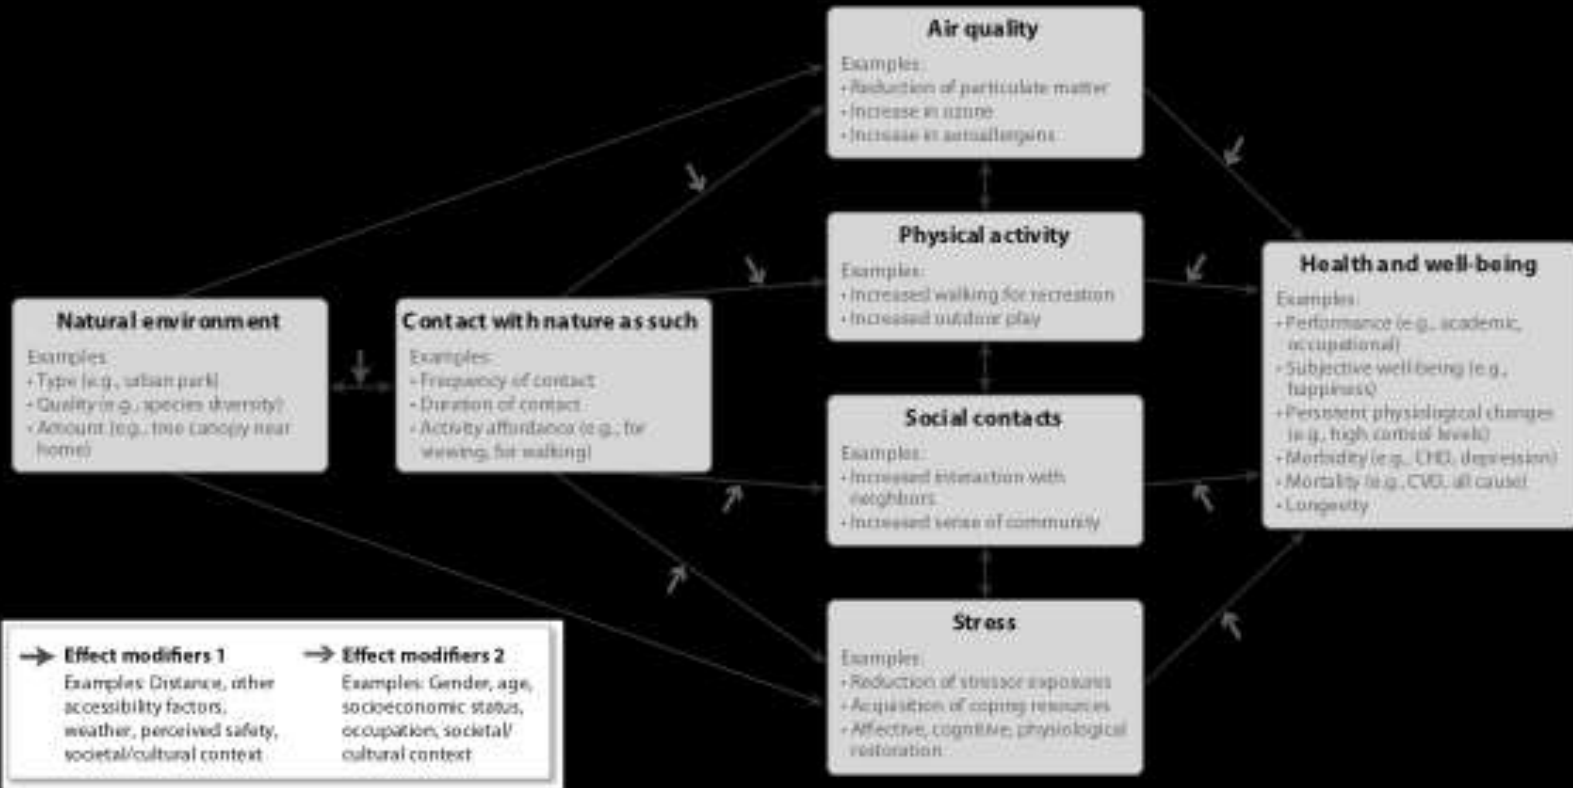 Air quality
Examples:
• Reduction of particulate matter
• Increase in ozone
• Increase in aeroallergens
Physical activity
Examples:
• Increased walking for recreation
• Increased outdoor play
Health and well-being
Examples:
• Performance (e.g., academic,
occupational)
• Subjective well-being (e.g.,
happiness)
• Persistent physiological changes
(e.g., high cortisol levels)
• Morbidity (e.g., CHD, depression)
• Mortality (e.g., CVD, all cause)
• Longevity
Natural environment
Examples
• Type (e.g., urban park)
• Quality (e.g., species diversity)
• Amount (e.g., tree canopy near
home)
Contact with nature as such
Examples:
• Frequency of contact
• Duration of contact
• Activity affordance (e.g., for
viewing, for walking)
Social contacts
Examples:
• Increased interaction with
neighbors
• Increased sense of community
Stress
Examples:
• Reduction of stressor exposures
• Acquisition of coping resources
• Affective, cognitive, physiological
restoration
Effect modifiers 1
Examples: Distance, other
accessibility factors,
weather, perceived safety,
societal/cultural context
Effect modifiers 2
Examples: Gender, age,
socioeconomic status,
occupation, societal/
cultural context